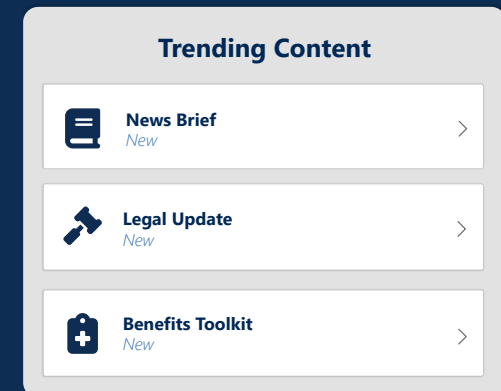 Trending Content
News Brief
New
Legal Update
New
Benefits Toolkit
New